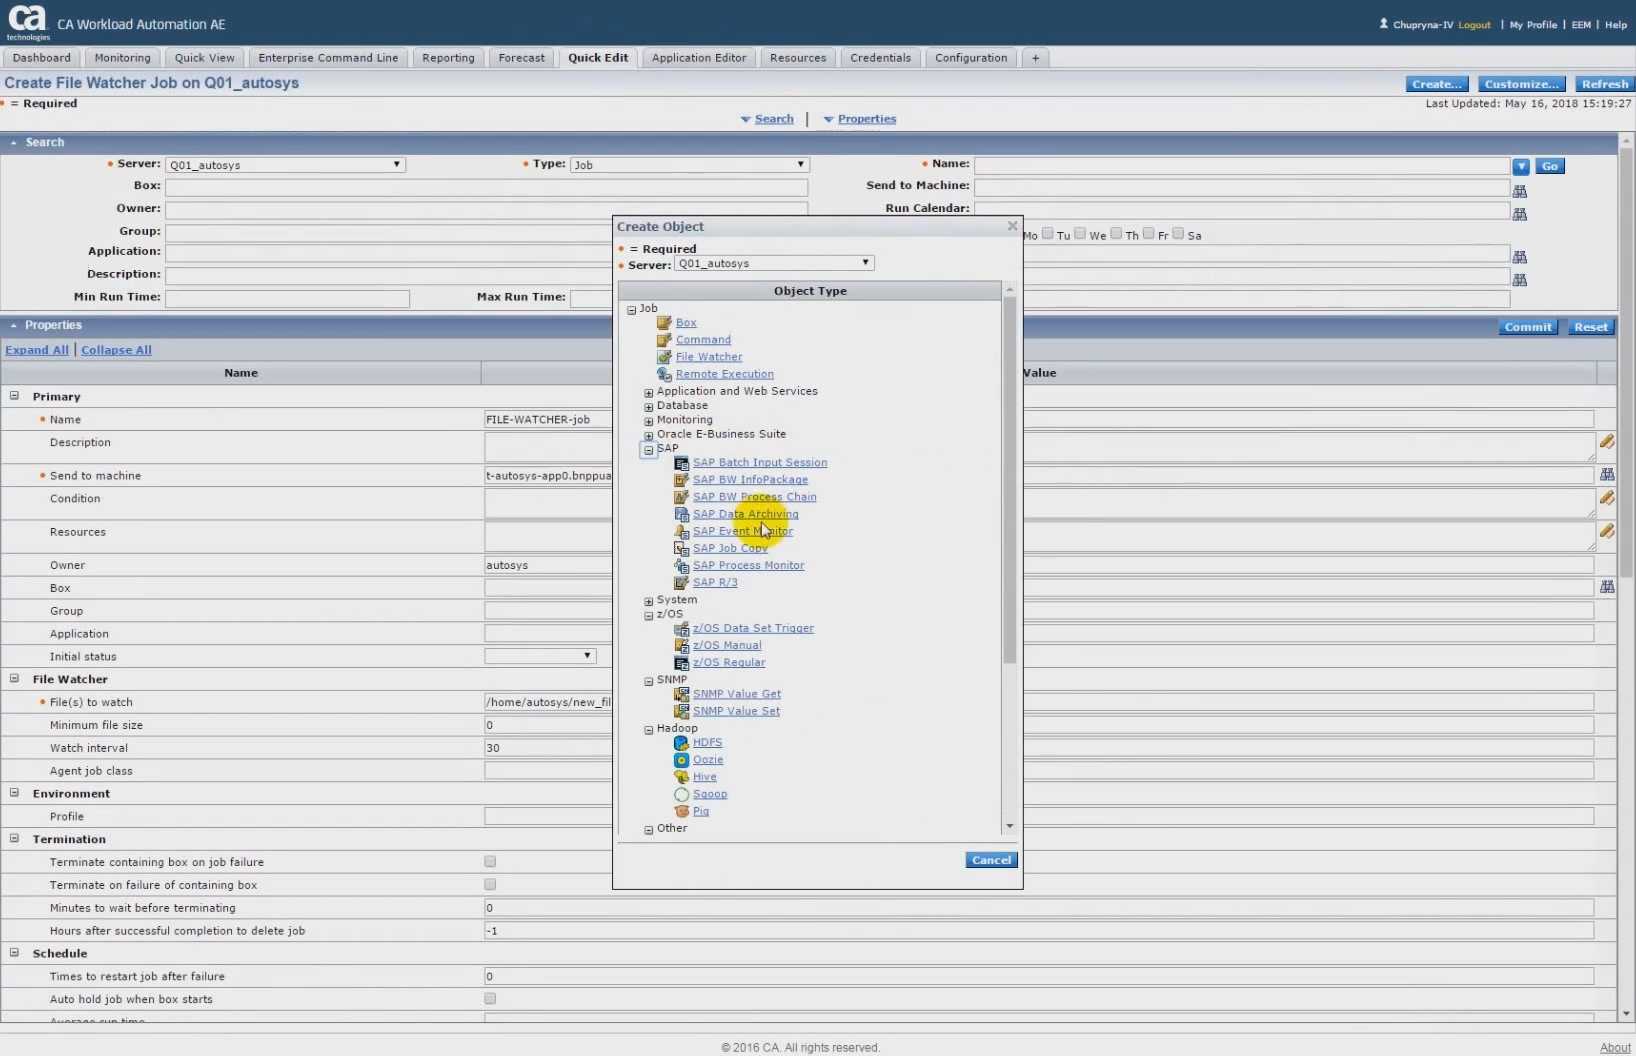 ca
technologies
CA Workload Automation AE
Chupryna-IV Logout | My Profile | EEM | Help
Dashboard Monitoring Quick View Enterprise Command Line Reporting Forecast Quick Edit Application Editor Resources Credentials Configuration +
Create File Watcher Job on Q01_autosys
Create... Customize... Refresh
= Required
Last Updated: May 16, 2018 15:19:27
Search | Properties
Search
Server: Q01_autosys Type: Job Name: Go
Box: Send to Machine:
Owner: Run Calendar:
Group: Mo Tu We Th Fr Sa
Application:
Description:
Min Run Time: Max Run Time:
Properties
Commit Reset
Expand All | Collapse All
Name Value
Primary
Name FILE-WATCHER-job
Description
Send to machine t-autosys-app0.bnppua
Condition
Resources
Owner autosys
Box
Group
Application
Initial status
File Watcher
File(s) to watch /home/autosys/new_fil
Minimum file size 0
Watch interval 30
Agent job class
Environment
Profile
Termination
Terminate containing box on job failure
Terminate on failure of containing box
Minutes to wait before terminating 0
Hours after successful completion to delete job -1
Schedule
Times to restart job after failure 0
Auto hold job when box starts
Average run time
Create Object
= Required
Server: Q01_autosys
Object Type
Job
Box
Command
File Watcher
Remote Execution
Application and Web Services
Database
Monitoring
Oracle E-Business Suite
SAP
SAP Batch Input Session
SAP BW InfoPackage
SAP BW Process Chain
SAP Data Archiving
SAP Event Monitor
SAP Job Copy
SAP Process Monitor
SAP R/3
System
z/OS
z/OS Data Set Trigger
z/OS Manual
z/OS Regular
SNMP
SNMP Value Get
SNMP Value Set
Hadoop
HDFS
Oozie
Hive
Sqoop
Pig
Other
Cancel
© 2016 CA. All rights reserved.
About